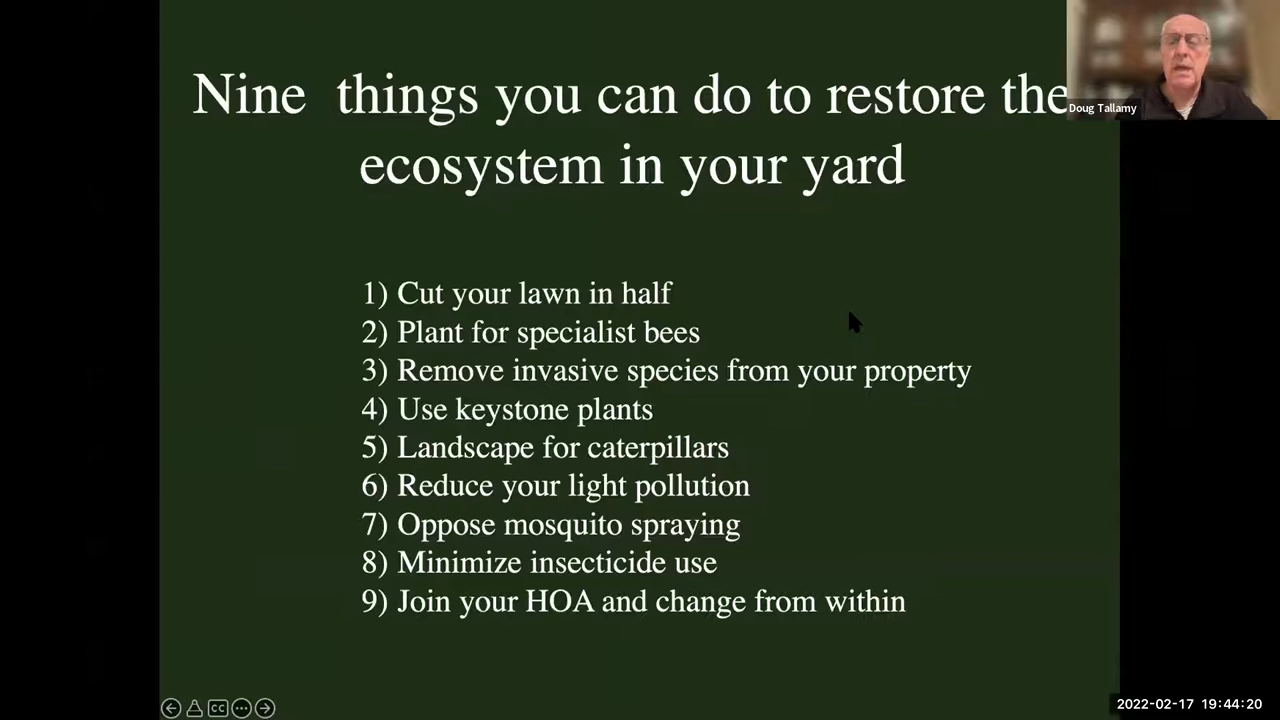 Nine things you can do to restore the
ecosystem in your yard
Doug Tallamy
1) Cut your lawn in half
2) Plant for specialist bees
3) Remove invasive species from your property
4) Use keystone plants
5) Landscape for caterpillars
6) Reduce your light pollution
7) Oppose mosquito spraying
8) Minimize insecticide use
9) Join your HOA and change from within
CC
2022-02-17 19:44:20